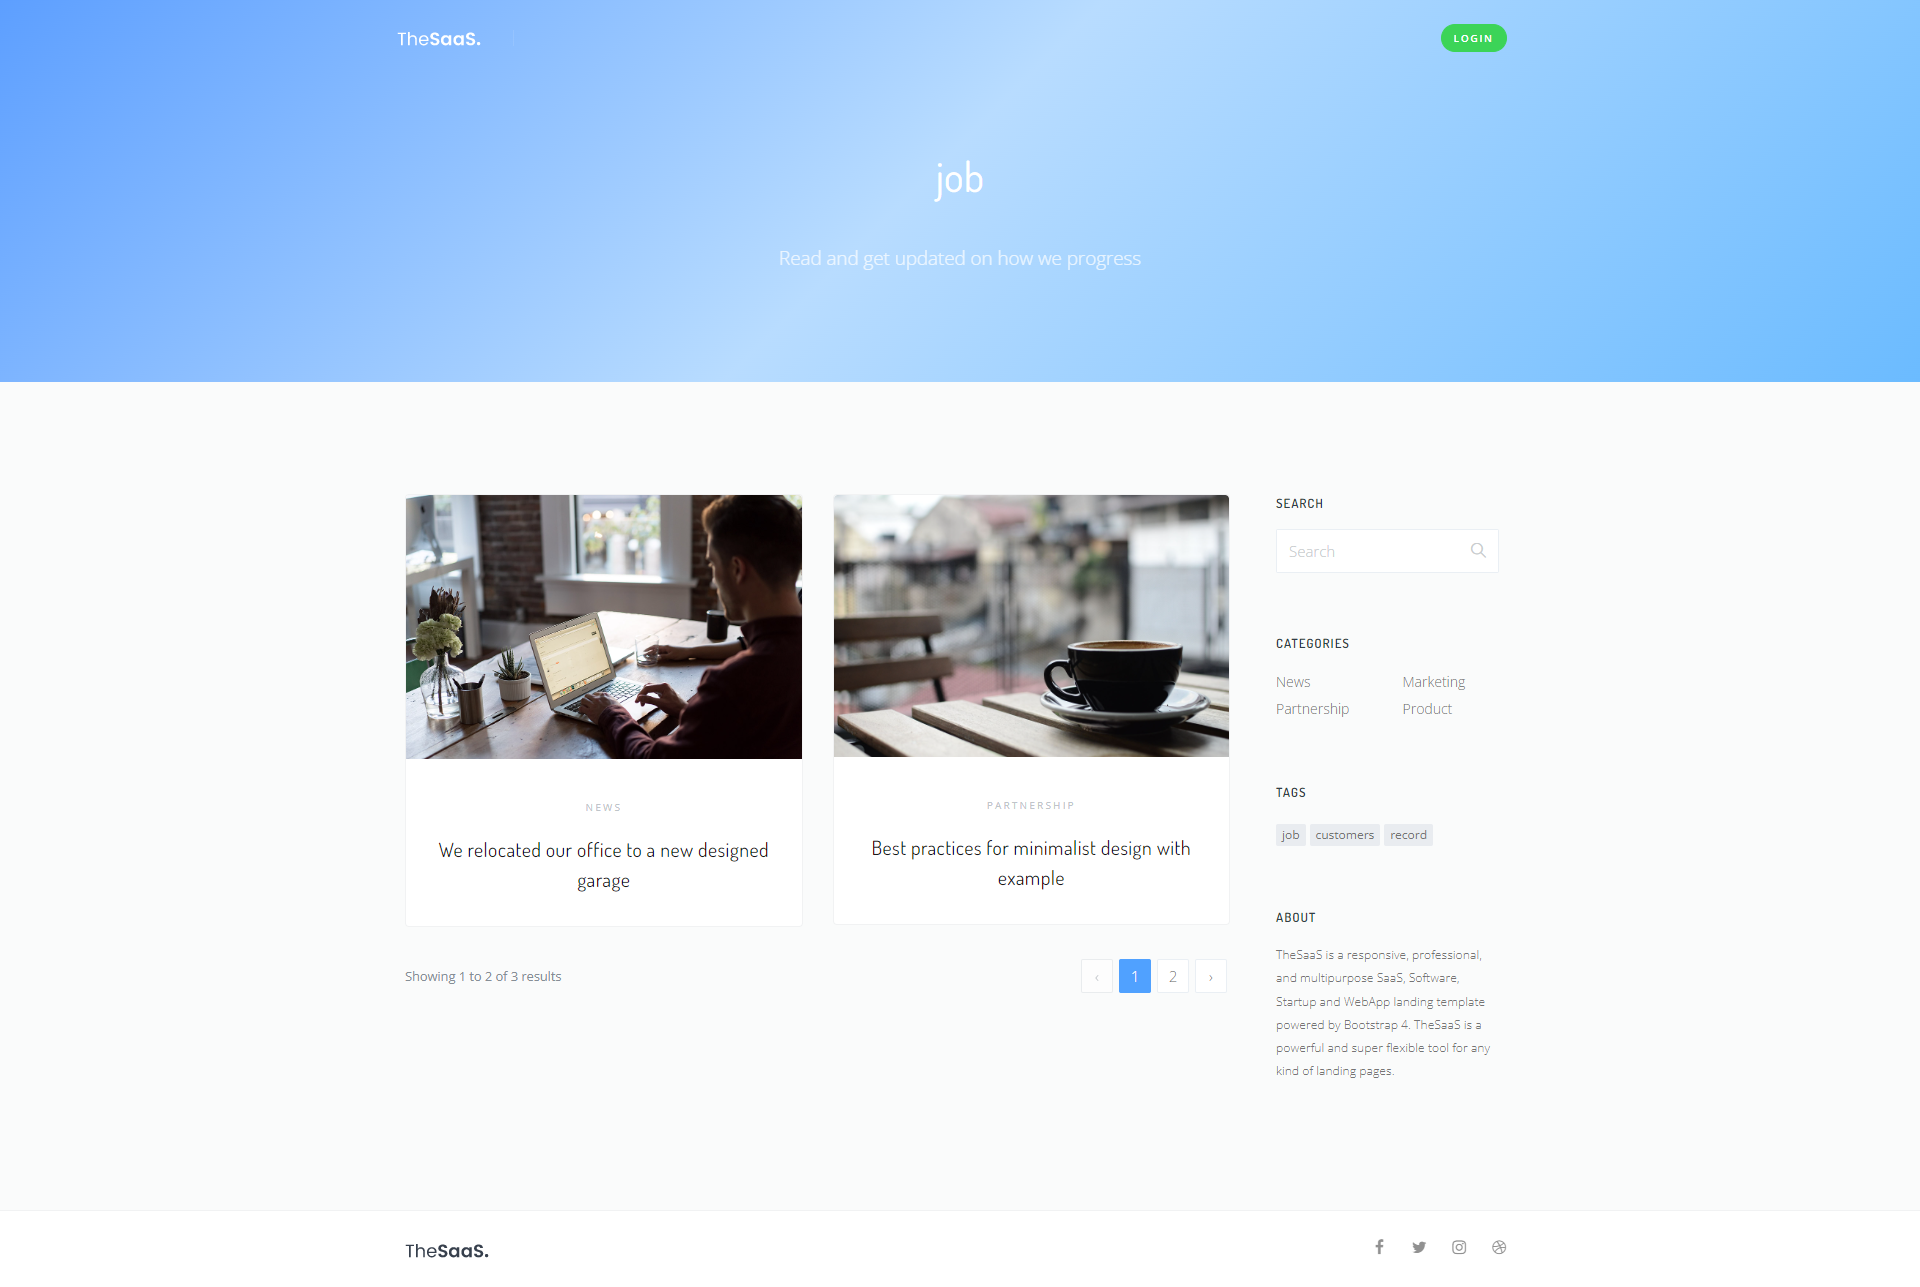 TheSaaS.
LOGIN
job
Read and get updated on how we progress
NEWS
We relocated our office to a new designed
garage
PARTNERSHIP
Best practices for minimalist design with
example
Showing 1 to 2 of 3 results
‹ 1 2 ›
SEARCH
Search
CATEGORIES
News Marketing
Partnership Product
TAGS
job customers record
ABOUT
TheSaaS is a responsive, professional,
and multipurpose SaaS, Software,
Startup and WebApp landing template
powered by Bootstrap 4. TheSaaS is a
powerful and super flexible tool for any
kind of landing pages.
TheSaaS.